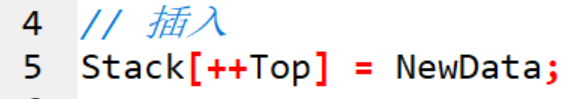 4 // 插入
5 Stack[++Top] = NewData;